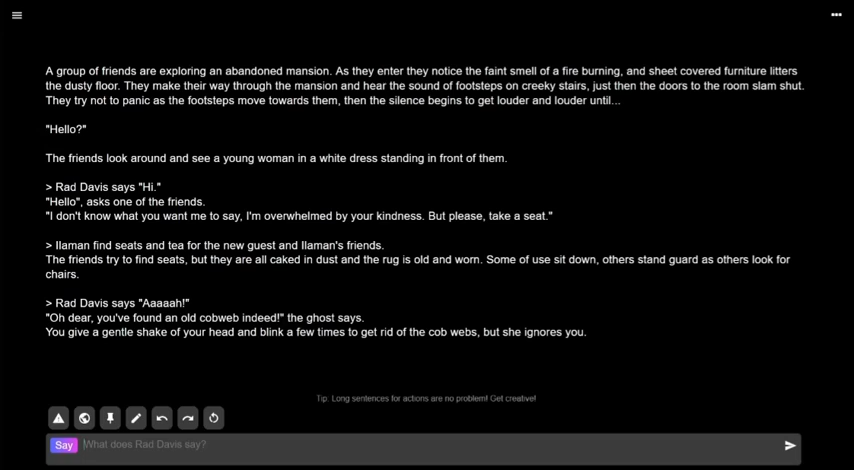 A group of friends are exploring an abandoned mansion. As they enter they notice the faint smell of a fire burning, and sheet covered furniture litters
the dusty floor. They make their way through the mansion and hear the sound of footsteps on creeky stairs, just then the doors to the room slam shut.
They try not to panic as the footsteps move towards them, then the silence begins to get louder and louder until...
"Hello?"
The friends look around and see a young woman in a white dress standing in front of them.
> Rad Davis says "Hi."
"Hello", asks one of the friends.
"I don't know what you want me to say, I'm overwhelmed by your kindness. But please, take a seat."
> Ilaman find seats and tea for the new guest and Ilaman's friends.
The friends try to find seats, but they are all caked in dust and the rug is old and worn. Some of use sit down, others stand guard as others look for
chairs.
> Rad Davis says "Aaaaah!"
"Oh dear, you've found an old cobweb indeed!" the ghost says.
You give a gentle shake of your head and blink a few times to get rid of the cob webs, but she ignores you.
Tip: Long sentences for actions are no problem! Get creative!
Say What does Rad Davis say?